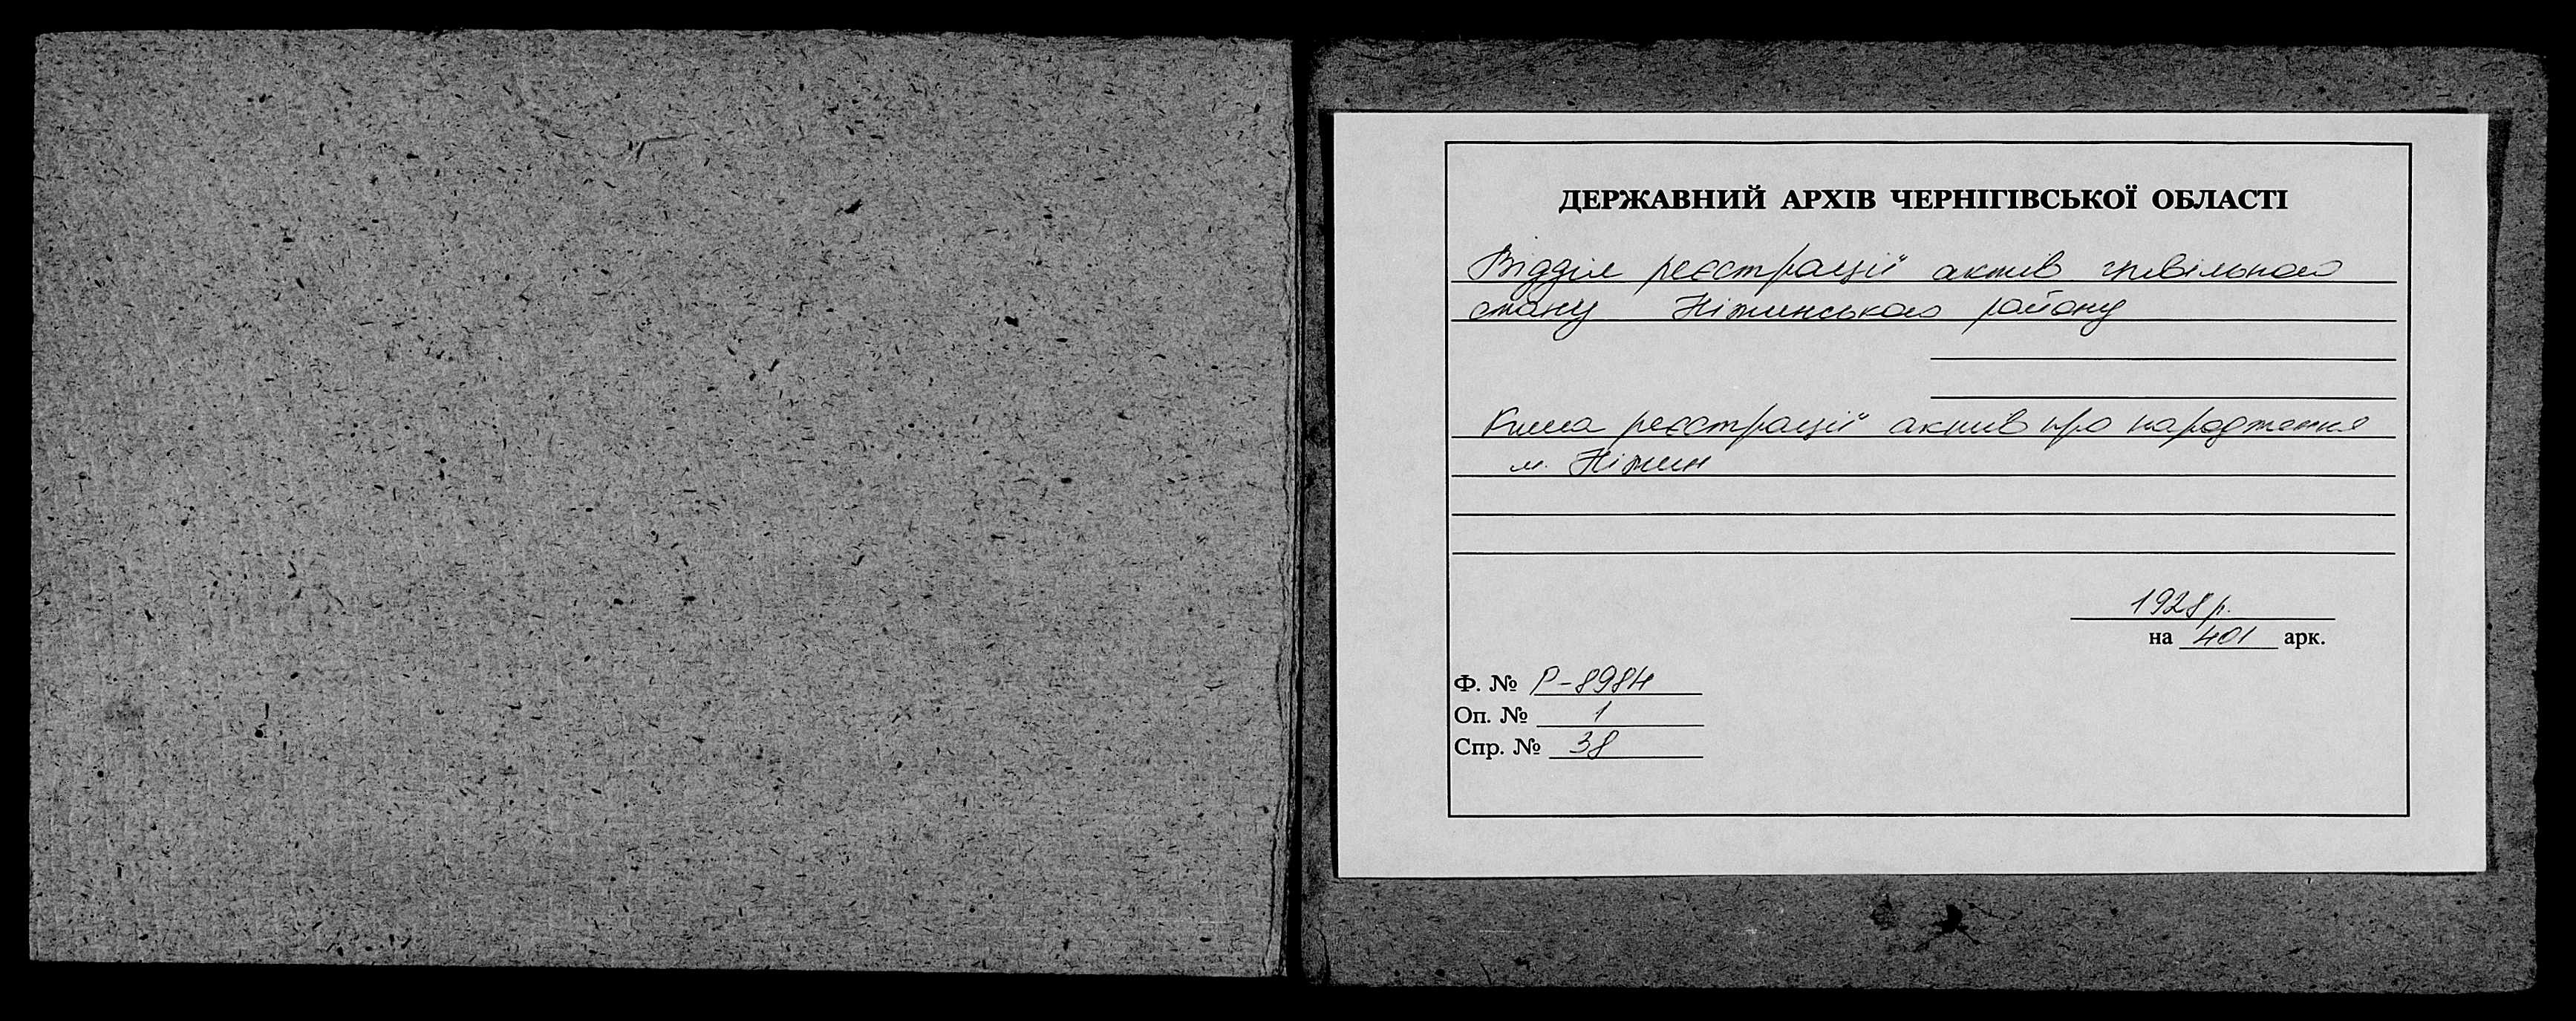 ДЕРЖАВНИЙ АРХІВ ЧЕРНІГІВСЬКОЇ ОБЛАСТІ
Відділ реєстрації актів цивільного
стану Ніжинського району
Книга реєстрації актів про народження
м. Ніжин
1928 р.
на 401 арк.
Ф. № Р-8984
Оп. № 1
Спр. № 38